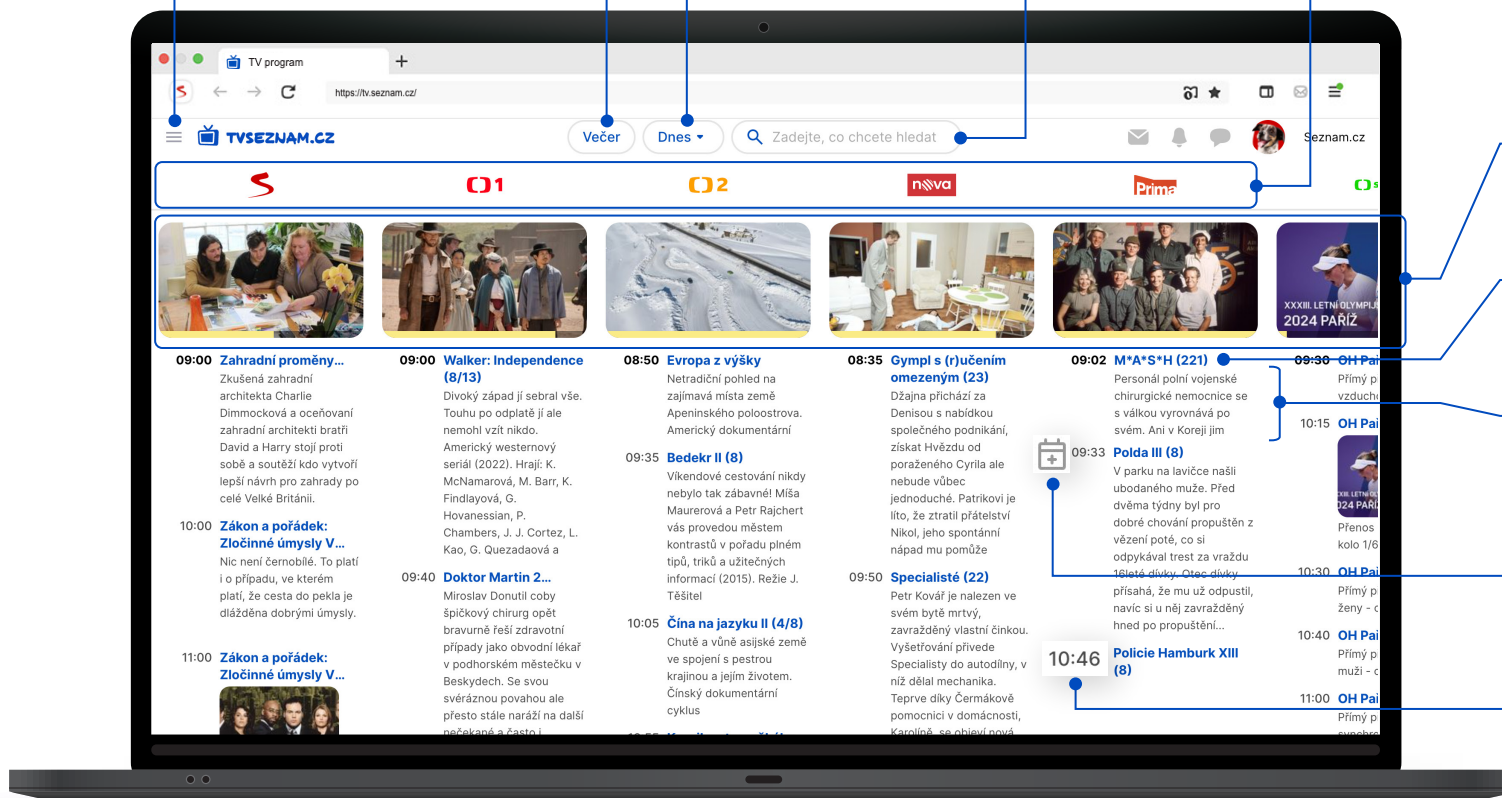 TV program
https://tv.seznam.cz/
TVSEZNAM.CZ
Večer
Dnes
Zadejte, co chcete hledat
Seznam.cz
1
2
nova
Prima
XXXIII. LETNÍ OLYMPIJ
2024 PAŘÍŽ
09:00 Zahradní proměny...
Zkušená zahradní
architekta Charlie
Dimmocková a oceňovaní
zahradní architekti bratři
David a Harry stojí proti
sobě a soutěží kdo vytvoří
lepší návrh pro zahrady po
celé Velké Británii.
10:00 Zákon a pořádek:
Zločinné úmysly V...
Nic není černobílé. To platí
i o případu, ve kterém
platí, že cesta do pekla je
dlážděna dobrými úmysly.
11:00 Zákon a pořádek:
Zločinné úmysly V...
09:00 Walker: Independence
(8/13)
Divoký západ jí sebral vše.
Touhu po odplatě jí ale
nemohl vzít nikdo.
Americký westernový
seriál (2022). Hrají: K.
McNamarová, M. Barr, K.
Findlayová, G.
Hovanessian, P.
Chambers, J. J. Cortez, L.
Kao, G. Quezadaová a
09:40 Doktor Martin 2...
Miroslav Donutil coby
špičkový chirurg opět
bravurně řeší zdravotní
případy jako obvodní lékař
v podhorském městečku v
Beskydech. Se svou
svéráznou povahou ale
přesto stále naráží na další
nečekané a často i
08:50 Evropa z výšky
Netradiční pohled na
zajímavá místa země
Apeninského poloostrova.
Americký dokumentární
09:35 Bedekr II (8)
Víkendové cestování nikdy
nebylo tak zábavné! Míša
Maurerová a Petr Rajchert
vás provedou městem
kontrastů v pořadu plném
tipů, triků a užitečných
informací (2015). Režie J.
Těšitel
10:05 Čína na jazyku II (4/8)
Chutě a vůně asijské země
ve spojení s pestrou
krajinou a jejím životem.
Čínský dokumentární
cyklus
08:35 Gympl s (r)učením
omezeným (23)
Džajna přichází za
Denisou s nabídkou
společného podnikání,
získat Hvězdu od
poraženého Cyrila ale
nebude vůbec
jednoduché. Patrikovi je
líto, že ztratil přátelství
Nikol, jeho spontánní
nápad mu pomůže
09:50 Specialisté (22)
Petr Kovář je nalezen ve
svém bytě mrtvý,
zavražděný vlastní činkou.
Vyšetřování přivede
Specialisty do autodílny, v
níž dělal mechanika.
Teprve díky Čermákově
pomocnici v domácnosti,
Karolíně, se objeví nová
09:02 M*A*S*H (221)
Personál polní vojenské
chirurgické nemocnice se
s válkou vyrovnává po
svém. Ani v Koreji jim
09:33 Polda III (8)
V parku na lavičce našli
ubodaného muže. Před
dvěma týdny byl pro
dobré chování propuštěn z
vězení poté, co si
odpykával trest za vraždu
16leté dívky. Otec dívky
přísahá, že mu už odpustil,
navíc si u něj zavražděný
hned po propuštění...
10:46 Policie Hamburk XIII
(8)
09:30 OH Pai
Přímý p
vzduch
10:15 OH Pai
Přenos
kolo 1/6
10:30 OH Pai
Přímý p
ženy - c
10:40 OH Pai
Přímý p
muži - c
11:00 OH Pai
Přímý p